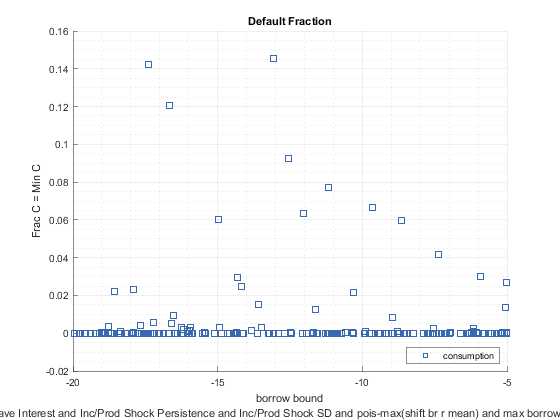 Default Fraction
0.16
0.14
0.12
0.1
0.08
0.06
0.04
0.02
0
-0.02
Frac C = Min C
consumption
-20
-15
-10
-5
borrow bound
ave Interest and Inc/Prod Shock Persistence and Inc/Prod Shock SD and pois-max(shift br r mean) and max borrow